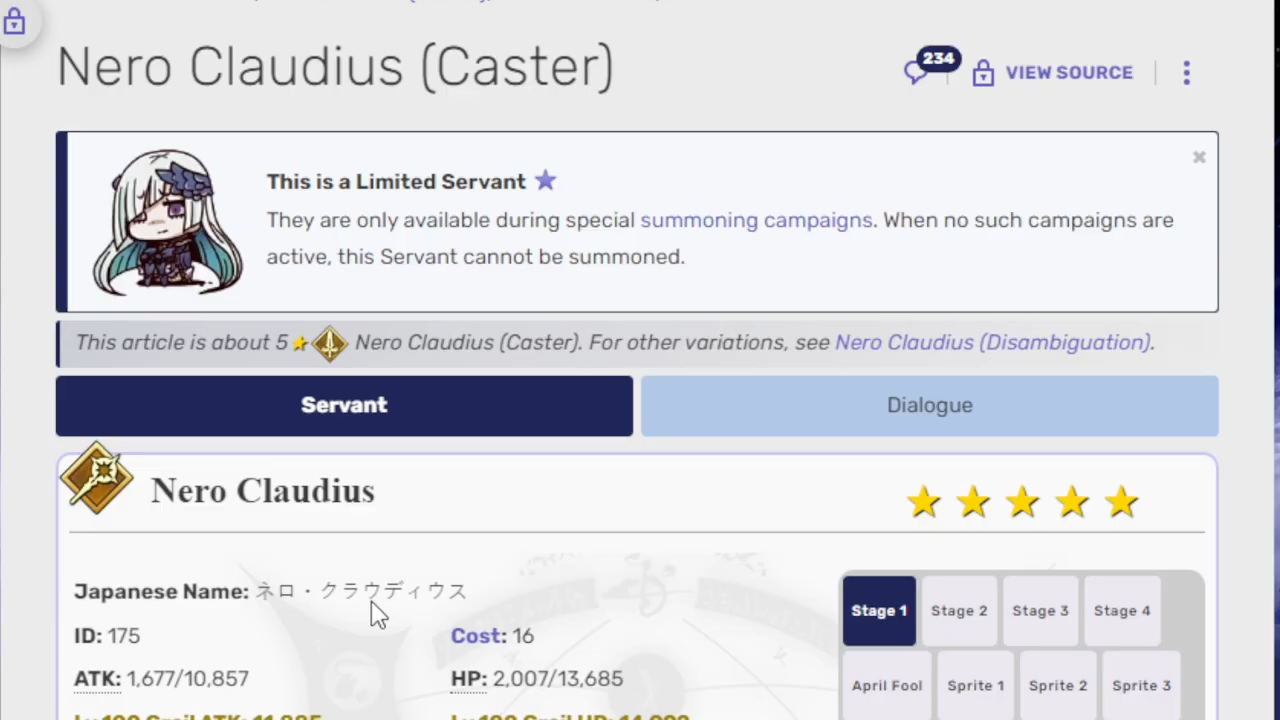 Nero Claudius (Caster)
234
VIEW SOURCE
This is a Limited Servant
They are only available during special summoning campaigns. When no such campaigns are
active, this Servant cannot be summoned.
This article is about 5 Nero Claudius (Caster). For other variations, see Nero Claudius (Disambiguation).
Servant
Dialogue
Nero Claudius
Japanese Name: ネロ・クラウディウス
ID: 175
Cost: 16
ATK: 1,677/10,857
HP: 2,007/13,685
Stage 1
Stage 2
Stage 3
Stage 4
April Fool
Sprite 1
Sprite 2
Sprite 3